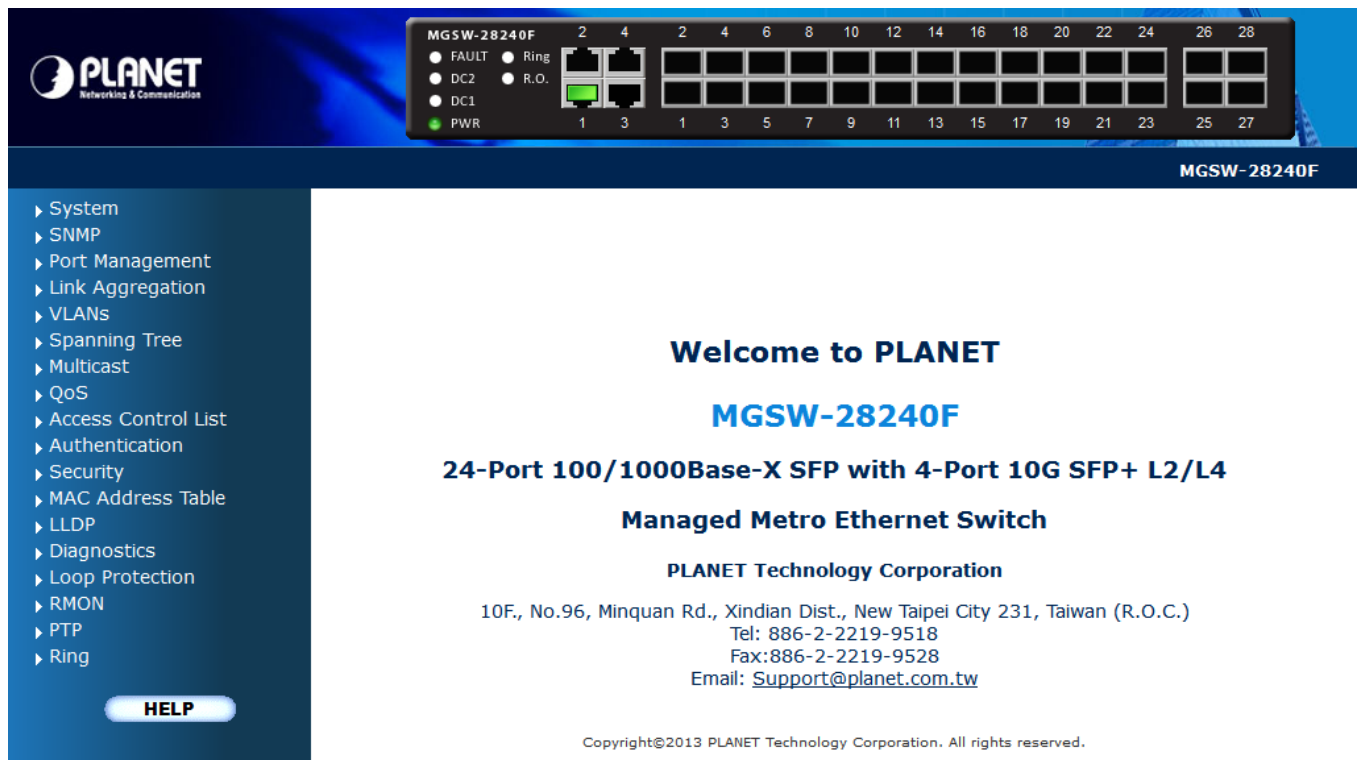 PLANET
Networking & Communication
MGSW-28240F
2 4 2 4 6 8 10 12 14 16 18 20 22 24 26 28
FAULT Ring
DC2 R.O.
DC1
PWR 1 3 1 3 5 7 9 11 13 15 17 19 21 23 25 27
MGSW-28240F
System
SNMP
Port Management
Link Aggregation
VLANs
Spanning Tree
Multicast
QoS
Access Control List
Authentication
Security
MAC Address Table
LLDP
Diagnostics
Loop Protection
RMON
PTP
Ring
HELP
Welcome to PLANET
MGSW-28240F
24-Port 100/1000Base-X SFP with 4-Port 10G SFP+ L2/L4
Managed Metro Ethernet Switch
PLANET Technology Corporation
10F., No.96, Minquan Rd., Xindian Dist., New Taipei City 231, Taiwan (R.O.C.)
Tel: 886-2-2219-9518
Fax:886-2-2219-9528
Email: Support@planet.com.tw
Copyright©2013 PLANET Technology Corporation. All rights reserved.